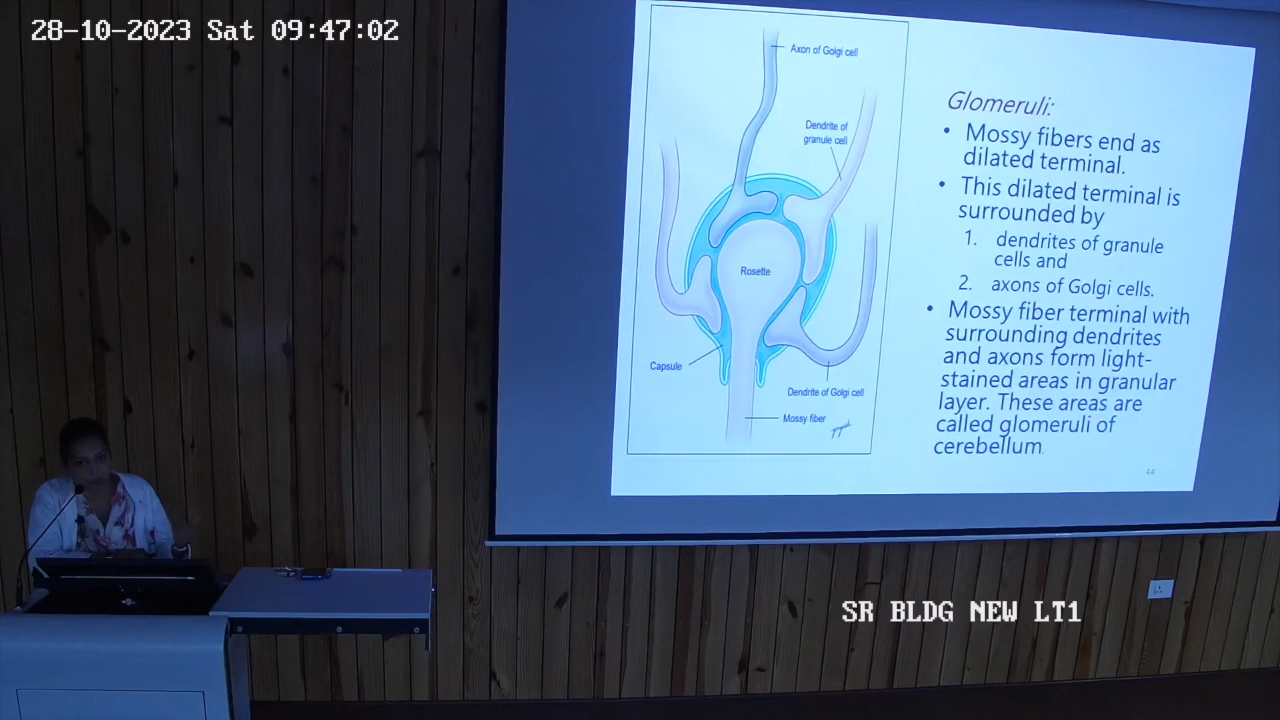 28-10-2023 Sat 09:47:02
Axon of Golgi cell
Dendrite of
granule cell
Rosette
Capsule
Dendrite of Golgi cell
Mossy fiber
Glomeruli:
• Mossy fibers end as
dilated terminal.
• This dilated terminal is
surrounded by
1. dendrites of granule
cells and
2. axons of Golgi cells.
• Mossy fiber terminal with
surrounding dendrites
and axons form light-
stained areas in granular
layer. These areas are
called glomeruli of
cerebellum.
44
SR BLDG NEW LT1